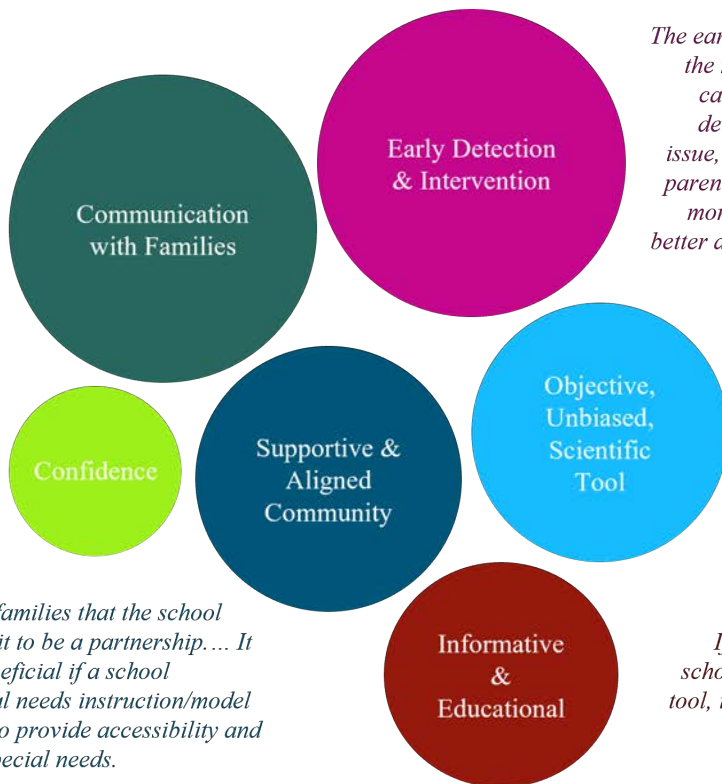 The ear
the
ca
de
issue,
paren
mor
better a
Early Detection
& Intervention
Communication
with Families
Objective,
Unbiased,
Scientific
Tool
Confidence
Supportive &
Aligned
Community
families that the school
it to be a partnership.… It
eficial if a school
l needs instruction/model
o provide accessibility and
pecial needs.
Informative
&
Educational
scho
tool, i